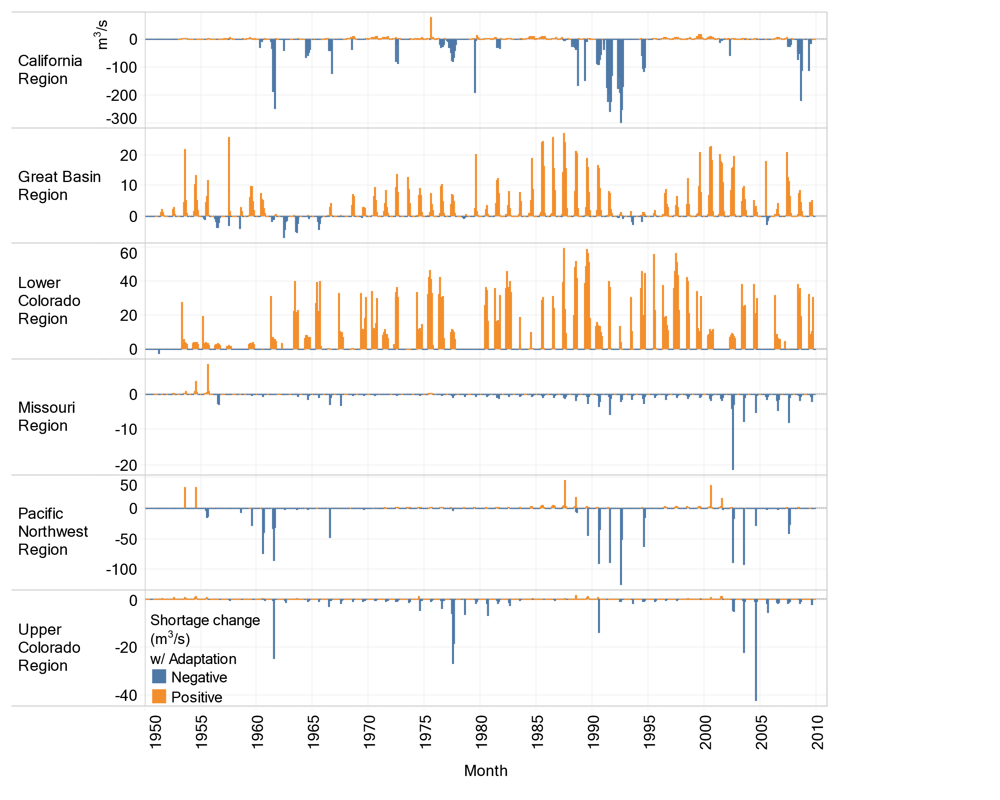 m³/s
0
-100
-200
-300
California
Region
20
10
0
Great Basin
Region
60
40
20
0
Lower
Colorado
Region
0
-10
-20
Missouri
Region
50
0
-50
-100
Pacific
Northwest
Region
0
-20
-40
Upper
Colorado
Region
Shortage change
(m³/s)
w/ Adaptation
Negative
Positive
1950
1955
1960
1965
1970
1975
1980
1985
1990
1995
2000
2005
2010
Month